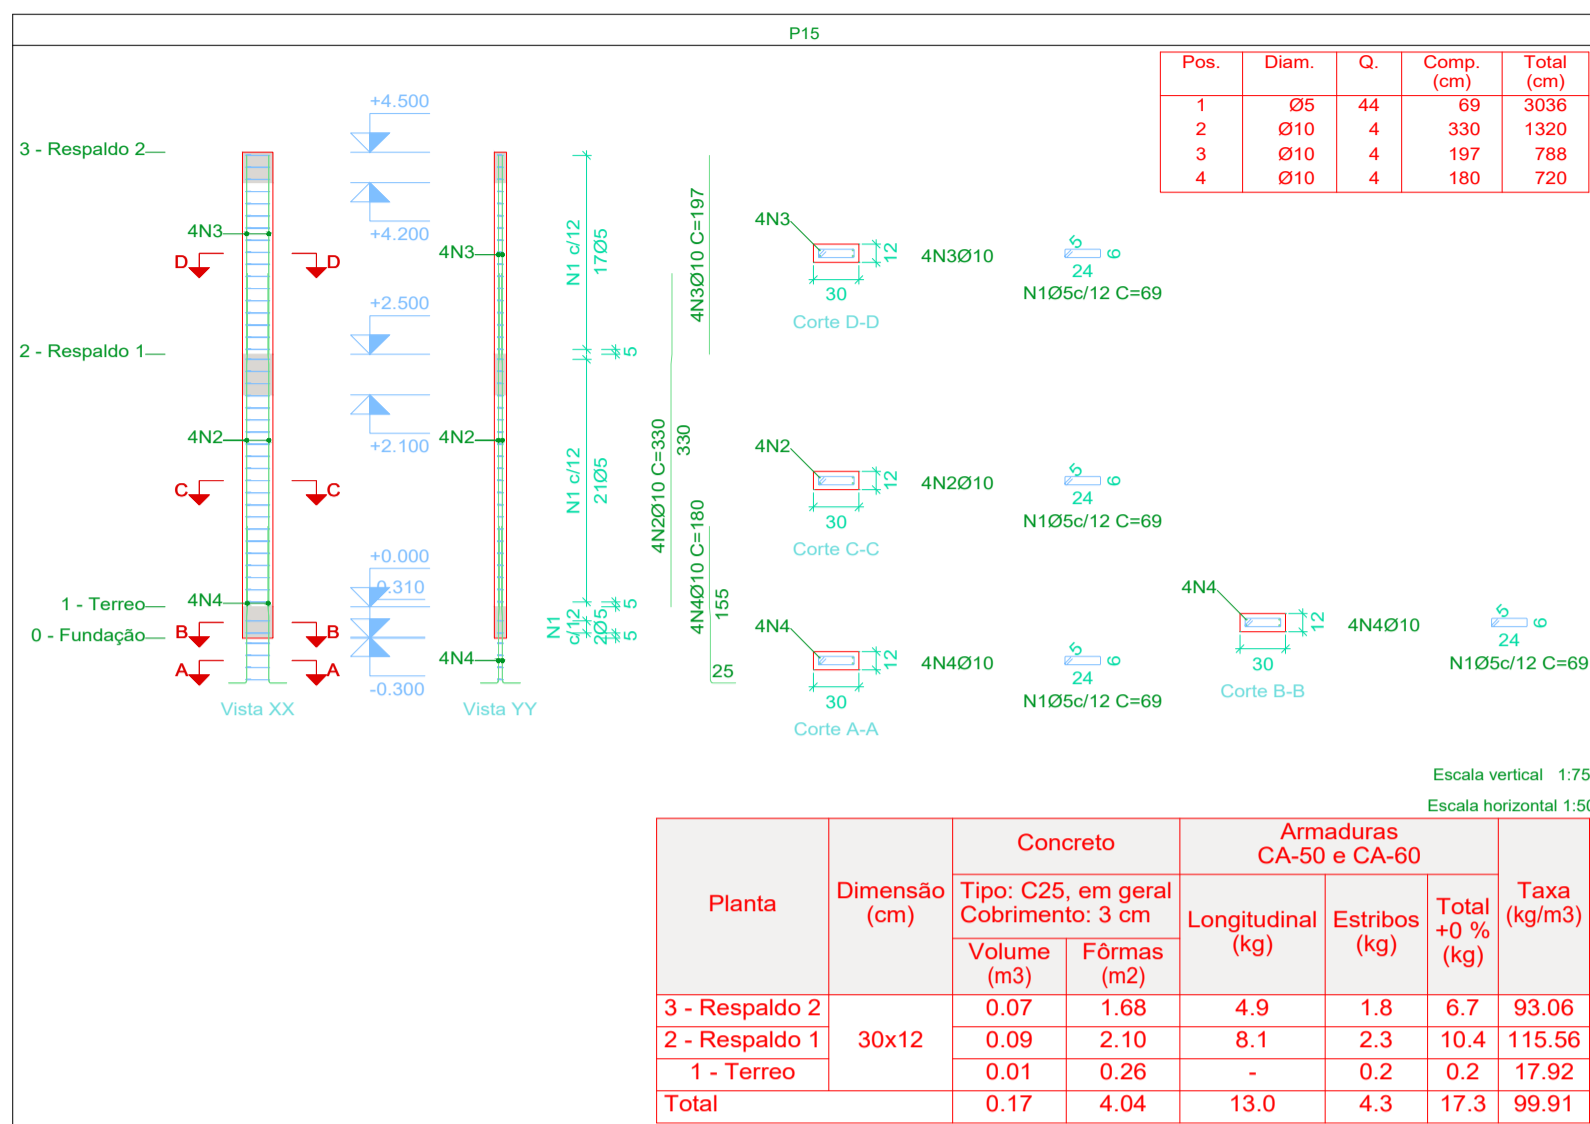 P15
Pos. Diam. Q. Comp. (cm) Total (cm)
1 Ø5 44 69 3036
2 Ø10 4 330 1320
3 Ø10 4 197 788
4 Ø10 4 180 720
3 - Respaldo 2
2 - Respaldo 1
1 - Terreo
0 - Fundação
4N3
D D
4N2
C C
4N4
B B
A A
Vista XX
+4.500
+4.200
+2.500
+2.100
+0.000
0.310
-0.300
4N3
4N2
4N4
Vista YY
N1 c/12
17Ø5
5
N1 c/12
21Ø5
5
N1
c/12
2Ø5
5
4N3Ø10 C=197
4N2Ø10 C=330
330
4N4Ø10 C=180
155
25
4N3
12
30
4N3Ø10
5
24
6
N1Ø5c/12 C=69
Corte D-D
4N2
12
30
4N2Ø10
5
24
6
N1Ø5c/12 C=69
Corte C-C
4N4
12
30
4N4Ø10
5
24
6
N1Ø5c/12 C=69
Corte A-A
4N4
12
30
4N4Ø10
5
24
6
N1Ø5c/12 C=69
Corte B-B
Escala vertical 1:75
Escala horizontal 1:50
Planta
Dimensão
(cm)
Concreto
Tipo: C25, em geral
Cobrimento: 3 cm
Volume
(m3)
Fôrmas
(m2)
Armaduras
CA-50 e CA-60
Longitudinal
(kg)
Estribos
(kg)
Total
+0 %
(kg)
Taxa
(kg/m3)
3 - Respaldo 2 0.07 1.68 4.9 1.8 6.7 93.06
2 - Respaldo 1 30x12 0.09 2.10 8.1 2.3 10.4 115.56
1 - Terreo 0.01 0.26 - 0.2 0.2 17.92
Total 0.17 4.04 13.0 4.3 17.3 99.91